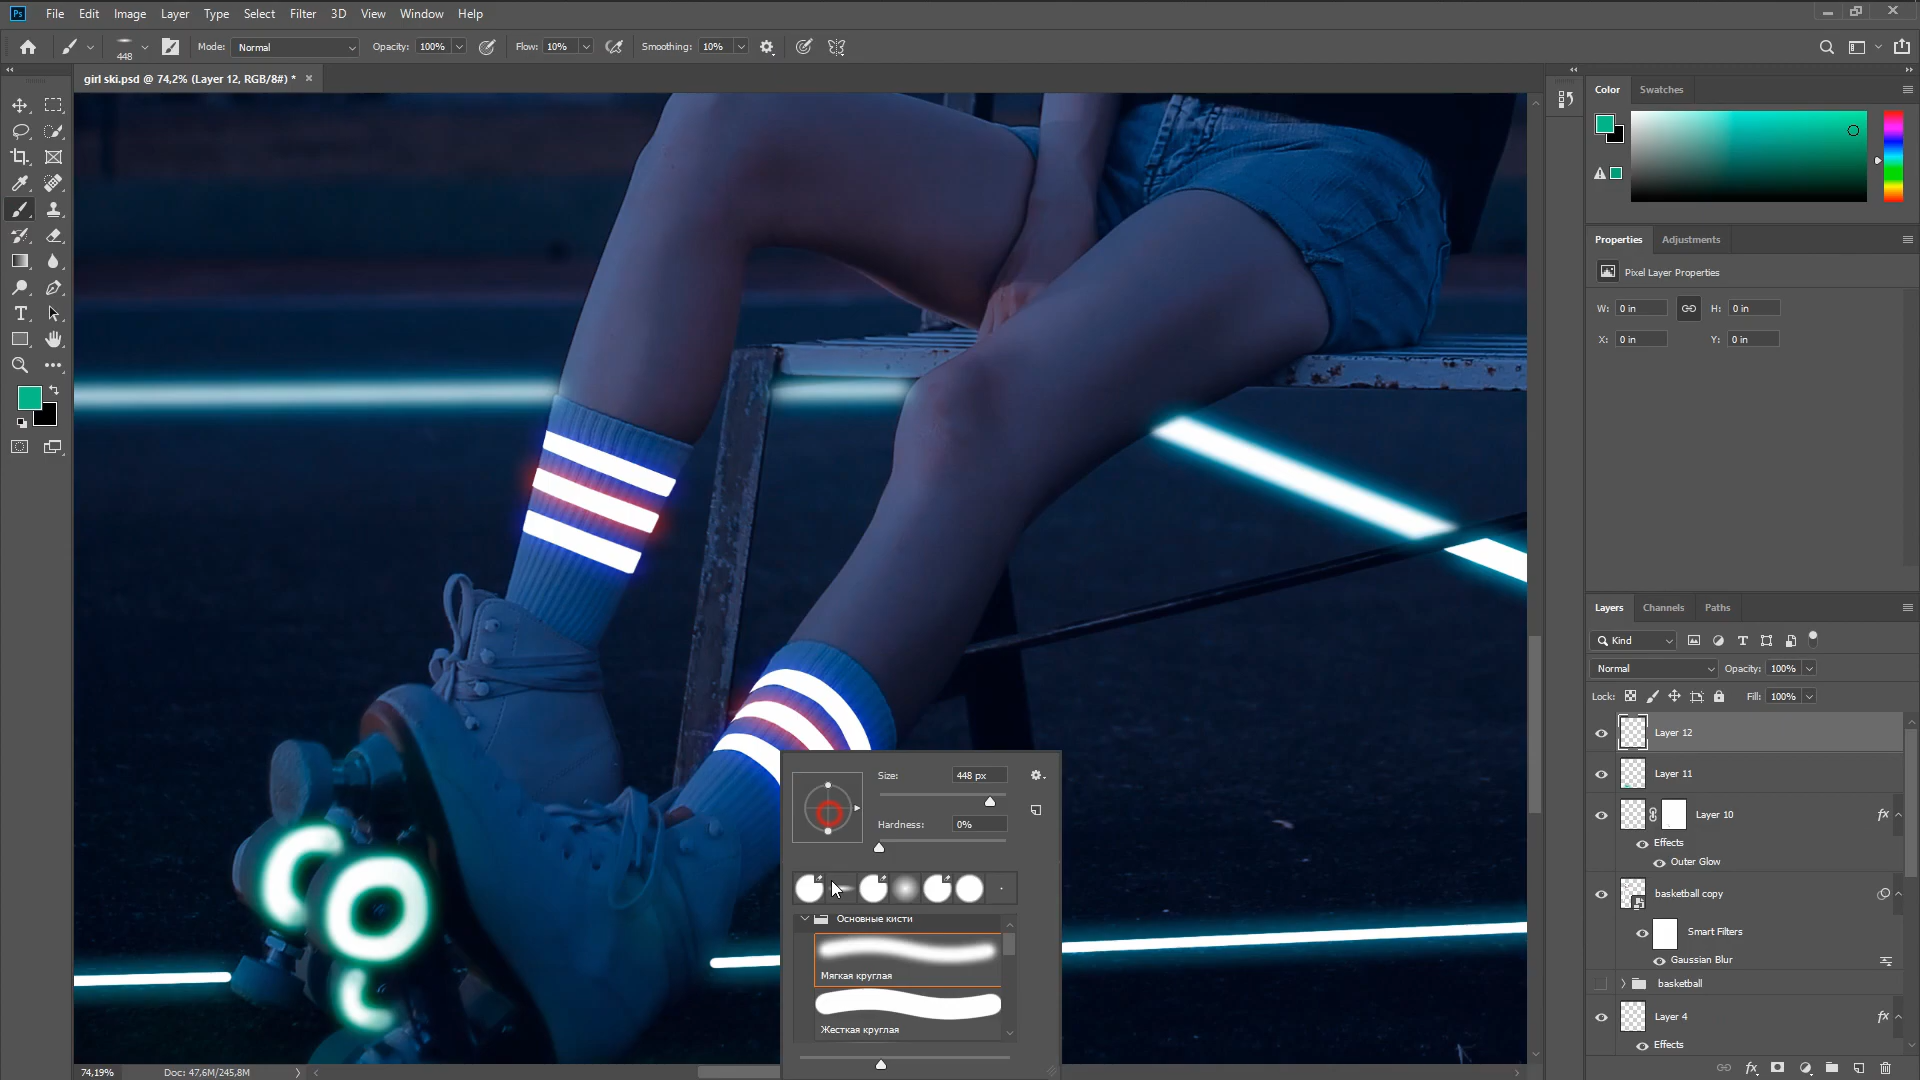 Ps File Edit Image Layer Type Select Filter 3D View Window Help
448 Mode: Normal Opacity: 100% Flow: 10% Smoothing: 10%
girl ski.psd @ 74,2% (Layer 12, RGB/8#) *
Color Swatches
Properties Adjustments
Pixel Layer Properties
W: 0 in H: 0 in
X: 0 in Y: 0 in
Layers Channels Paths
Kind
Normal Opacity: 100%
Lock: Fill: 100%
Layer 12
Layer 11
Layer 10 fx
Effects
Outer Glow
basketball copy
Smart Filters
Gaussian Blur
basketball
Layer 4 fx
Effects
Size: 448 px
Hardness: 0%
Основные кисти
Мягкая круглая
Жесткая круглая
74,19% Doc: 47,6M/245,8M
fx